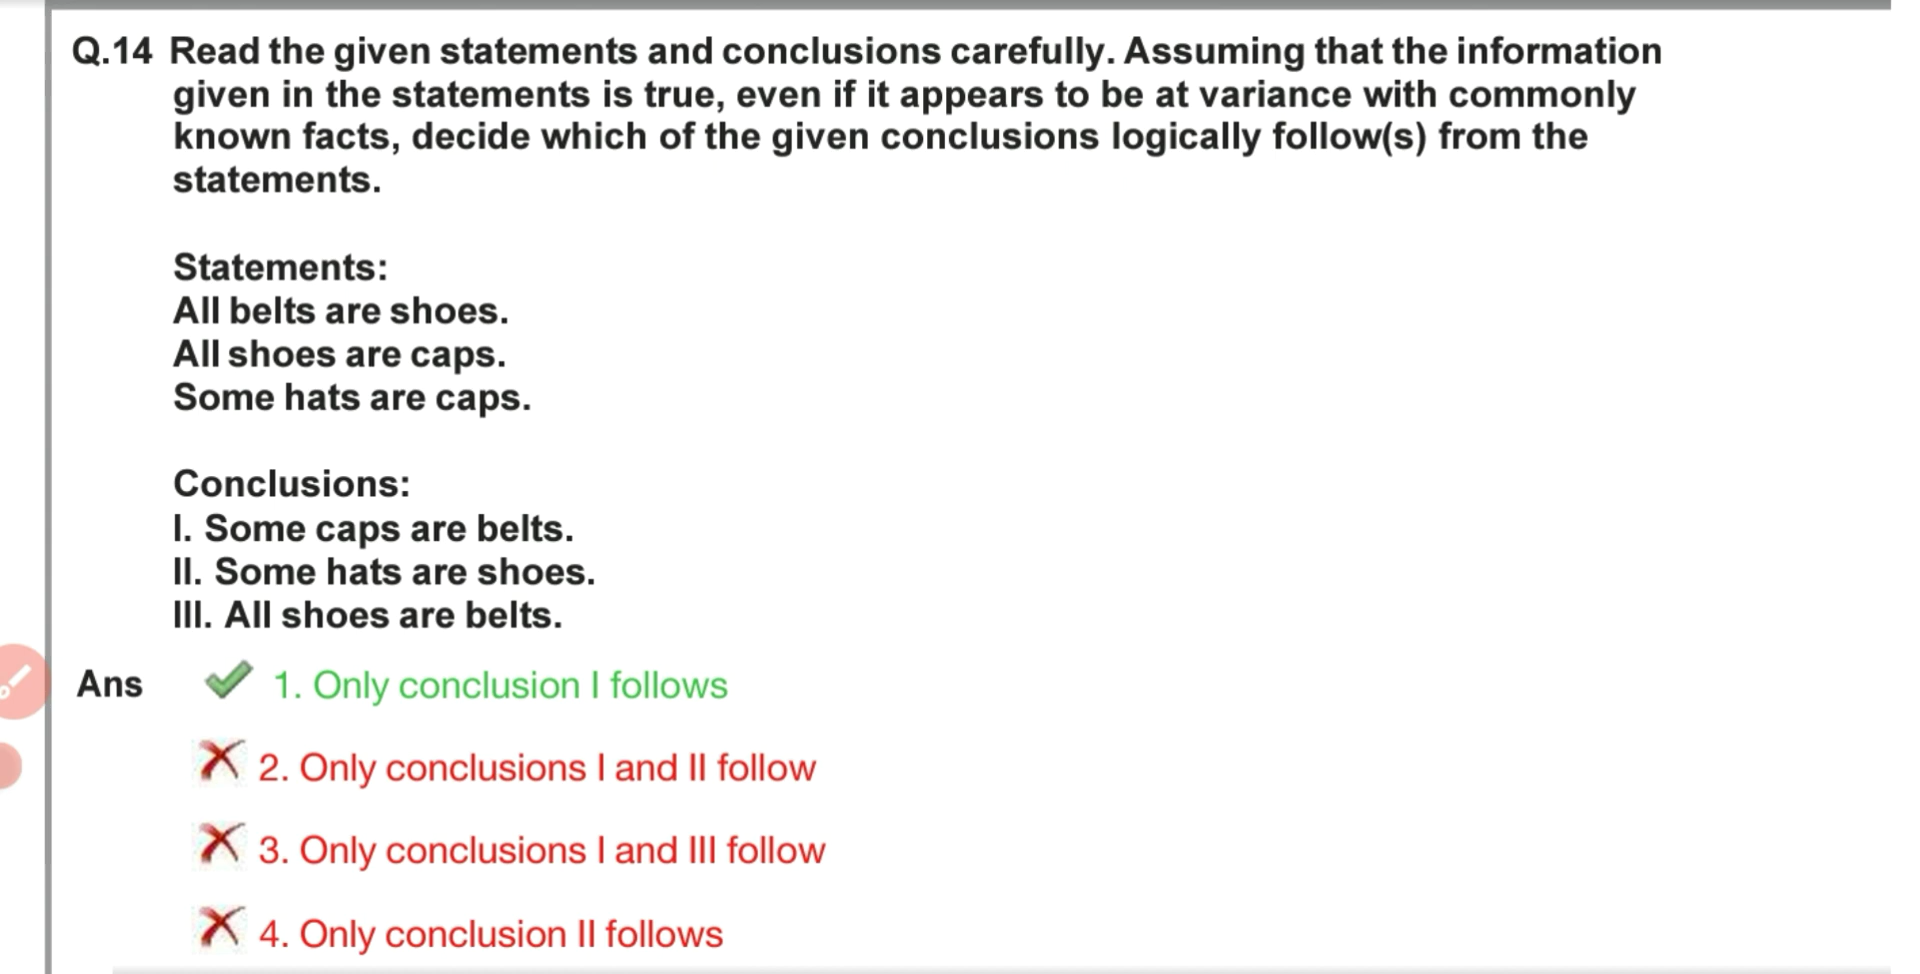 Q.14 Read the given statements and conclusions carefully. Assuming that the information
given in the statements is true, even if it appears to be at variance with commonly
known facts, decide which of the given conclusions logically follow(s) from the
statements.
Statements:
All belts are shoes.
All shoes are caps.
Some hats are caps.
Conclusions:
I. Some caps are belts.
II. Some hats are shoes.
III. All shoes are belts.
Ans 1. Only conclusion I follows
2. Only conclusions I and II follow
3. Only conclusions I and III follow
4. Only conclusion II follows